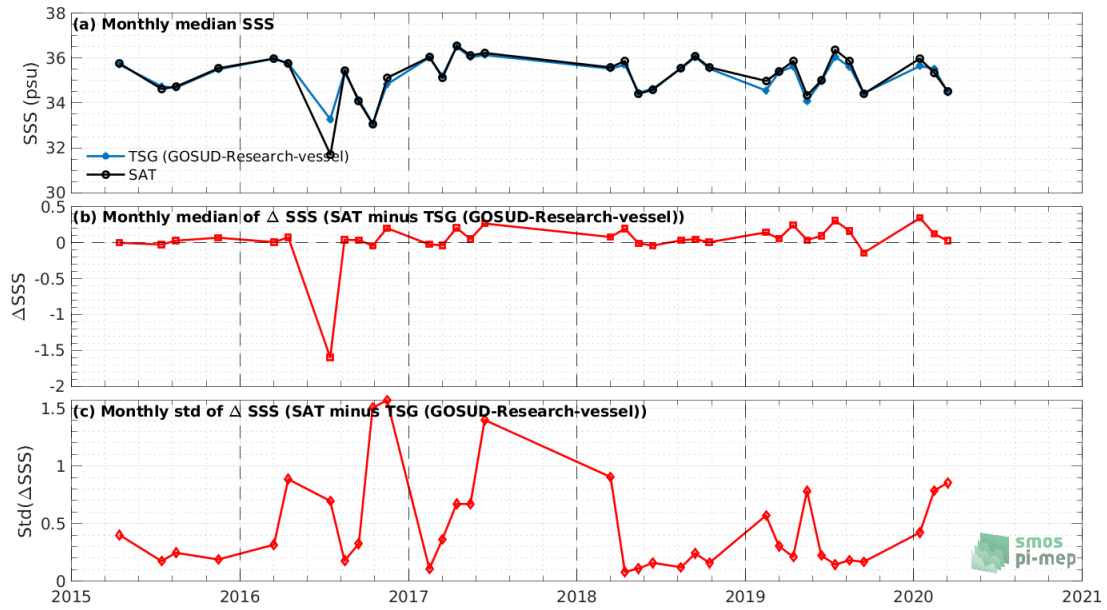 (a) Monthly median SSS
38
36
34
32
30
SSS (psu)
TSG (GOSUD-Research-vessel)
SAT
(b) Monthly median of Δ SSS (SAT minus TSG (GOSUD-Research-vessel))
0.5
0
-0.5
-1
-1.5
-2
ΔSSS
(c) Monthly std of Δ SSS (SAT minus TSG (GOSUD-Research-vessel))
1.5
1
0.5
0
Std(ΔSSS)
smos
pi-mep
2015 2016 2017 2018 2019 2020 2021